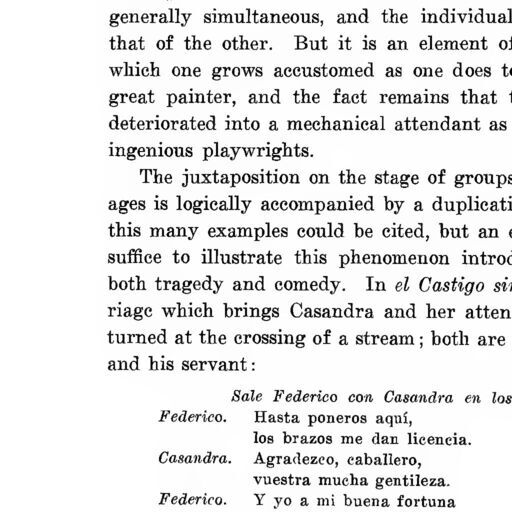 generally simultaneous, and the individual
that of the other. But it is an element of
which one grows accustomed as one does to
great painter, and the fact remains that
deteriorated into a mechanical attendant as
ingenious playwrights.
The juxtaposition on the stage of groups
ages is logically accompanied by a duplicati
this many examples could be cited, but an
suffice to illustrate this phenomenon introd
both tragedy and comedy. In el Castigo sin
riage which brings Casandra and her atten
turned at the crossing of a stream; both are
and his servant:
Sale Federico con Casandra en los
Federico. Hasta poneros aquí,
los brazos me dan licencia.
Casandra. Agradezco, caballero,
vuestra mucha gentileza.
Federico. Y yo a mi buena fortuna